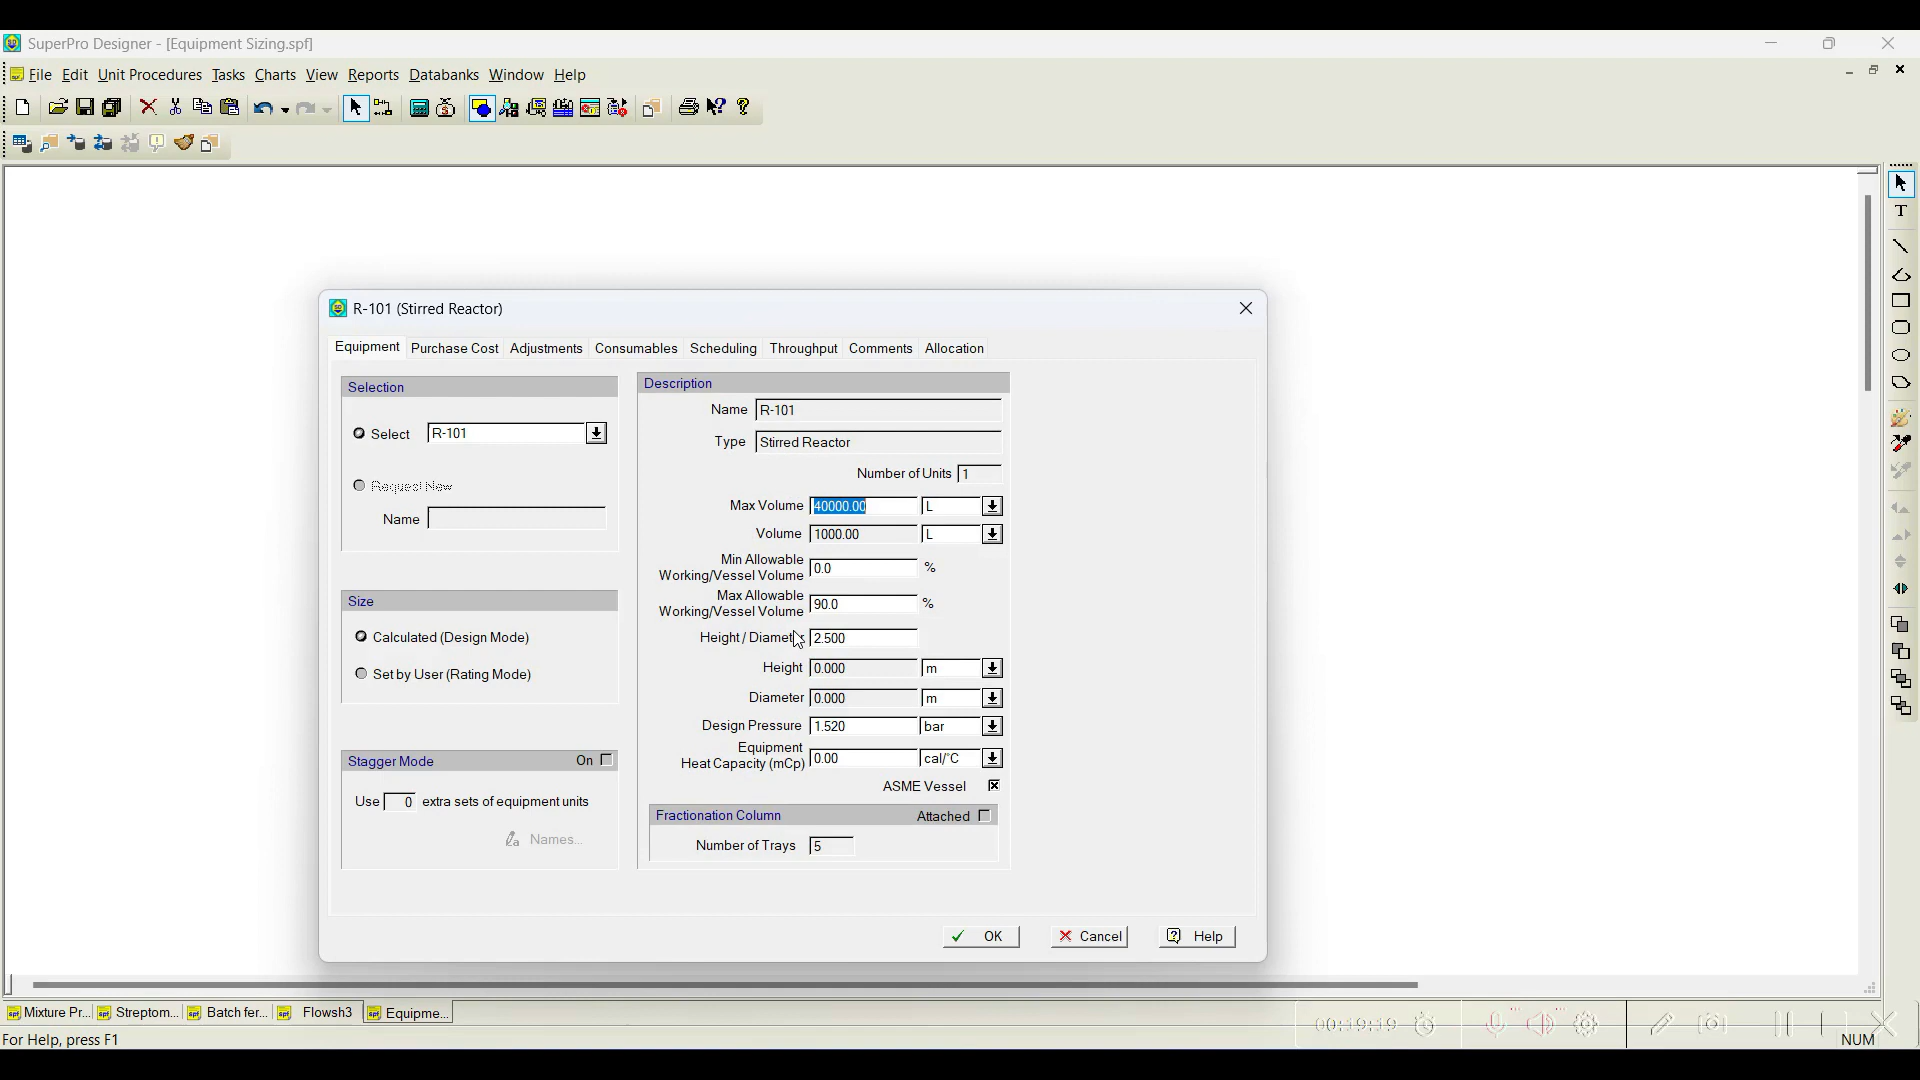 SuperPro Designer - [Equipment Sizing.spf]
File Edit Unit Procedures Tasks Charts View Reports Databanks Window Help
R-101 (Stirred Reactor)
Equipment Purchase Cost Adjustments Consumables Scheduling Throughput Comments Allocation
Selection
Select R-101
Request New
Name
Size
Calculated (Design Mode)
Set by User (Rating Mode)
Stagger Mode On
Use 0 extra sets of equipment units
Names...
Description
Name R-101
Type Stirred Reactor
Number of Units 1
Max Volume 40000.00 L
Volume 1000.00 L
Min Allowable
Working/Vessel Volume 0.0 %
Max Allowable
Working/Vessel Volume 90.0 %
Height / Diamete 2.500
Height 0.000 m
Diameter 0.000 m
Design Pressure 1.520 bar
Equipment
Heat Capacity (mCp) 0.00 cal/°C
ASME Vessel
Fractionation Column Attached
Number of Trays 5
OK Cancel Help
Mixture Pr... Streptom... Batch fer... Flowsh3 Equipme...
00:19:19
For Help, press F1
NUM